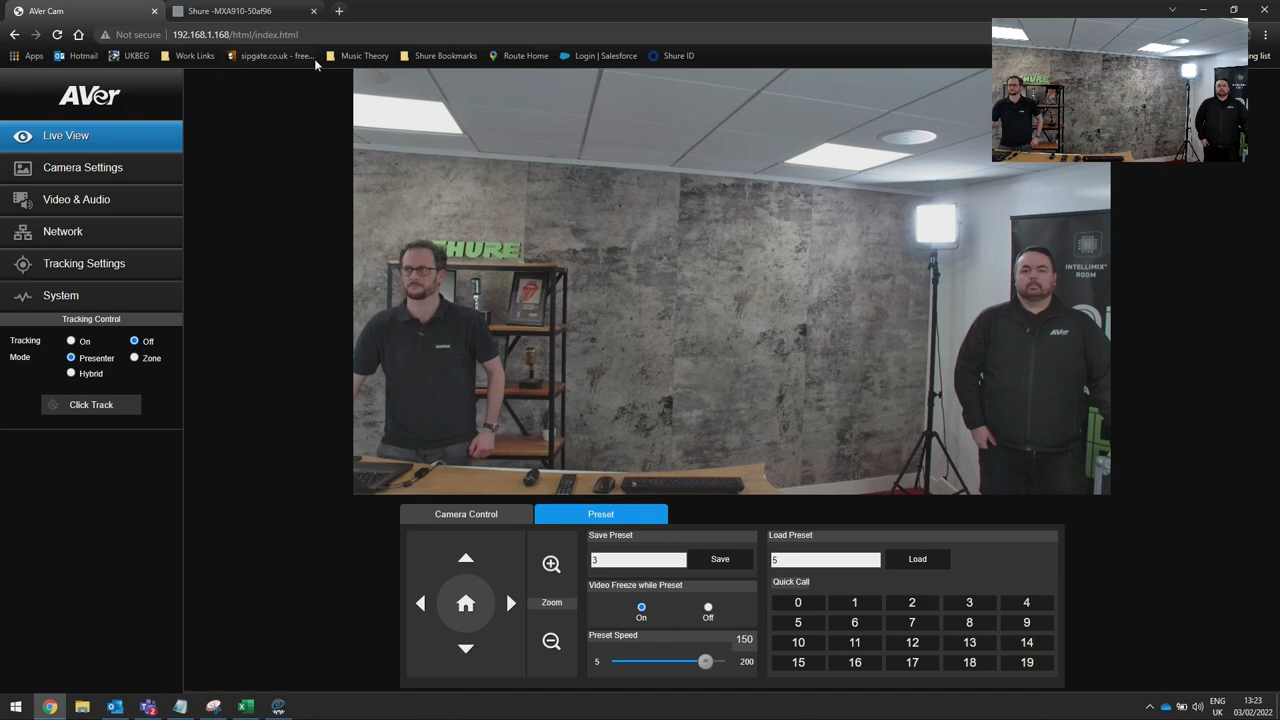 AVer Cam
Shure -MXA910-50af96
Not secure 192.168.1.168/html/index.html
Apps Hotmail UKBEG Work Links sipgate.co.uk - free... Music Theory Shure Bookmarks Route Home Login | Salesforce Shure ID
ing list
AVer
Live View
Camera Settings
Video & Audio
Network
Tracking Settings
System
Tracking Control
Tracking On Off
Mode Presenter Zone
Hybrid
Click Track
SHURE
INTELLIMIX®
ROOM
AVer
Camera Control Preset
Save Preset
3 Save
Video Freeze while Preset
On Off
Preset Speed 150
5 200
Zoom
Load Preset
5 Load
Quick Call
0 1 2 3 4
5 6 7 8 9
10 11 12 13 14
15 16 17 18 19
ENG
UK
13:23
03/02/2022